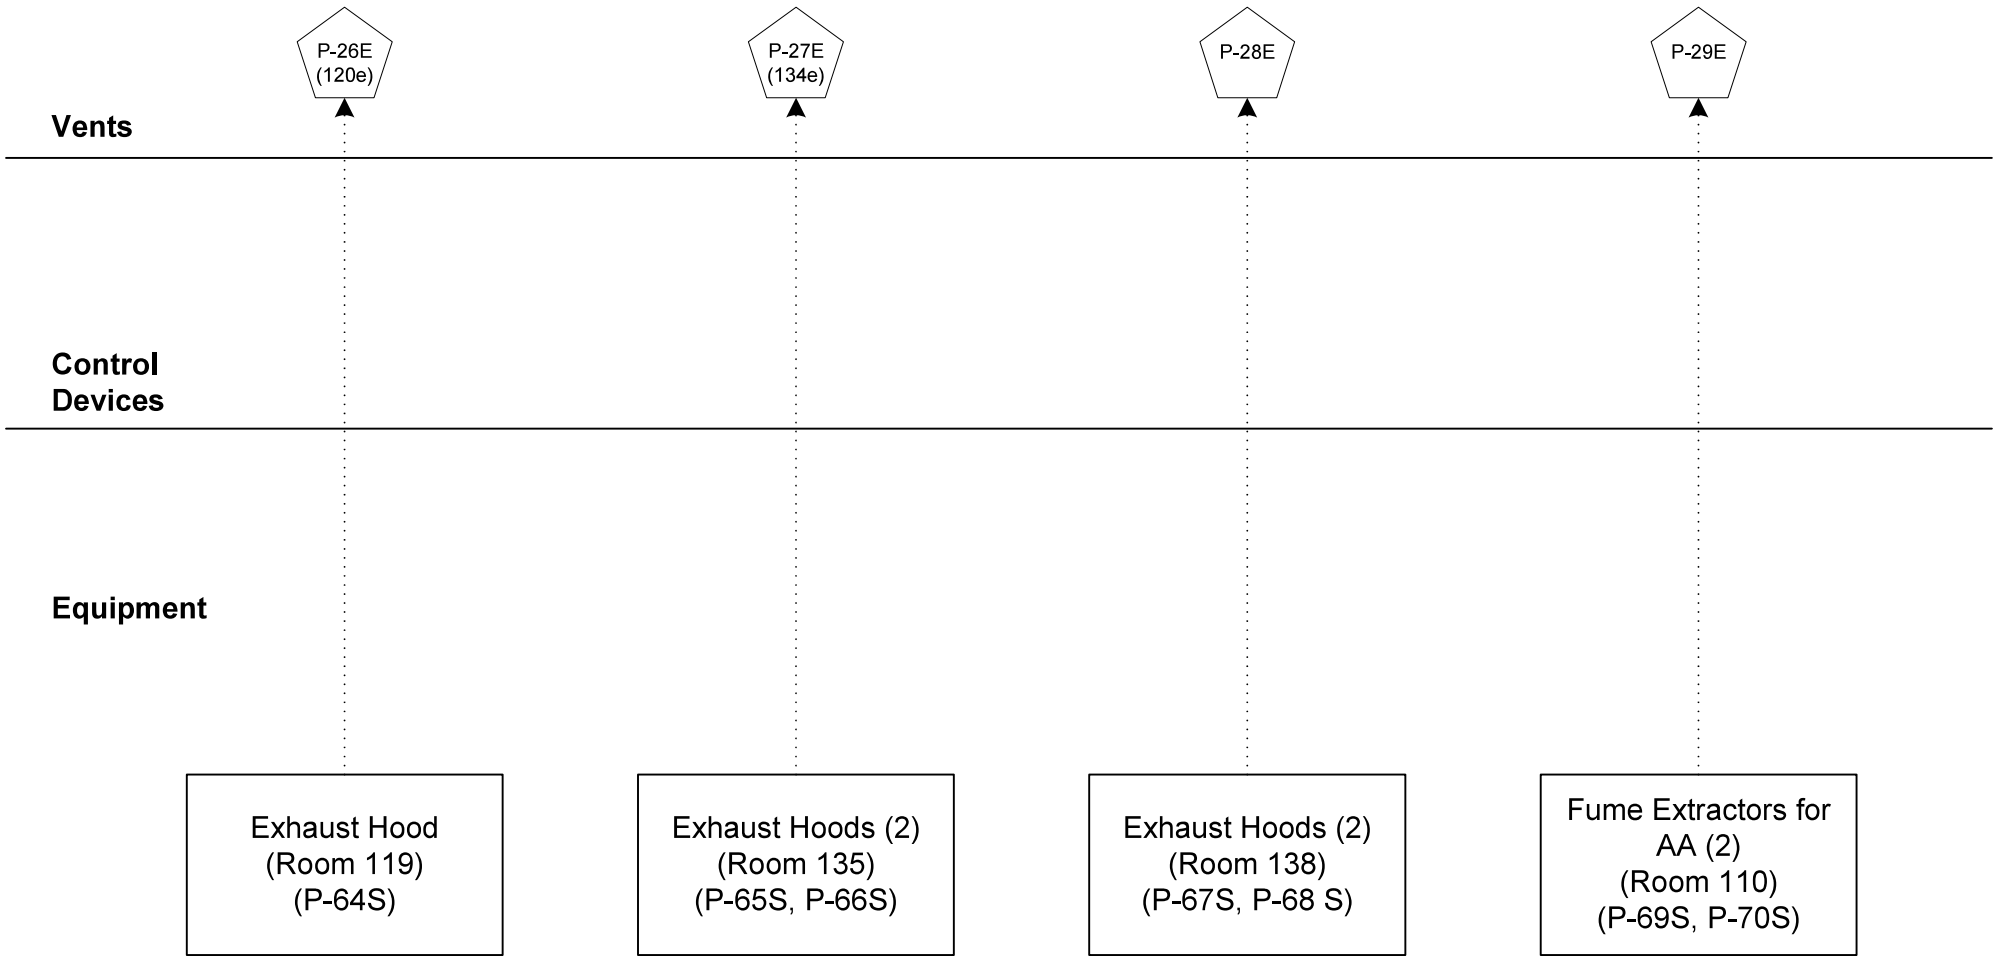 P-26E
(120e)
P-27E
(134e)
P-28E
P-29E
Vents
Control
Devices
Equipment
Exhaust Hood
(Room 119)
(P-64S)
Exhaust Hoods (2)
(Room 135)
(P-65S, P-66S)
Exhaust Hoods (2)
(Room 138)
(P-67S, P-68 S)
Fume Extractors for
AA (2)
(Room 110)
(P-69S, P-70S)